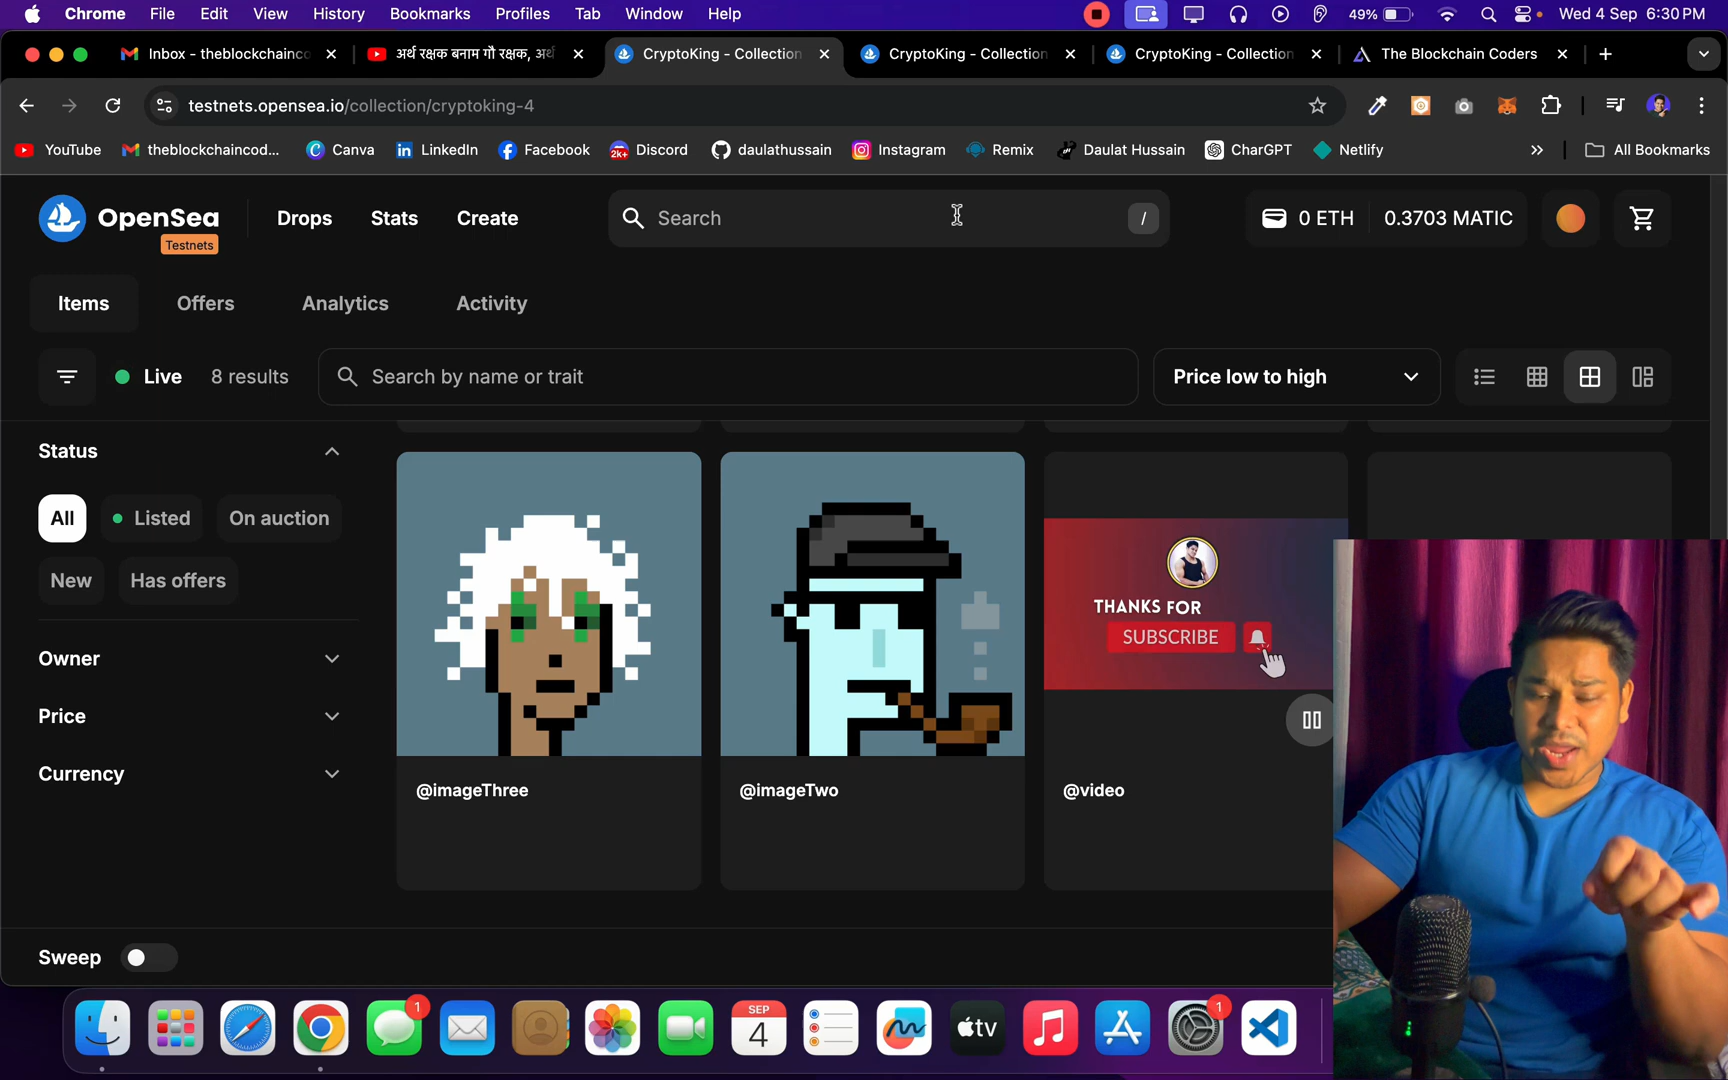 Chrome File Edit View History Bookmarks Profiles Tab Window Help 49% Wed 4 Sep 6:30 PM
Inbox - theblockchainco अर्थ रक्षक बनाम गौ रक्षक, अर्थ CryptoKing - Collection CryptoKing - Collection CryptoKing - Collection The Blockchain Coders
testnets.opensea.io/collection/cryptoking-4
YouTube theblockchaincod... Canva LinkedIn Facebook 2k+ Discord daulathussain Instagram Remix Daulat Hussain CharGPT Netlify » All Bookmarks
OpenSea Drops Stats Create Search / 0 ETH 0.3703 MATIC
Testnets
Items Offers Analytics Activity
Live 8 results Search by name or trait Price low to high
Status
All Listed On auction
New Has offers
Owner
Price
Currency
THANKS FOR
SUBSCRIBE
@imageThree @imageTwo @video
Sweep
1 SEP 4 tv 1